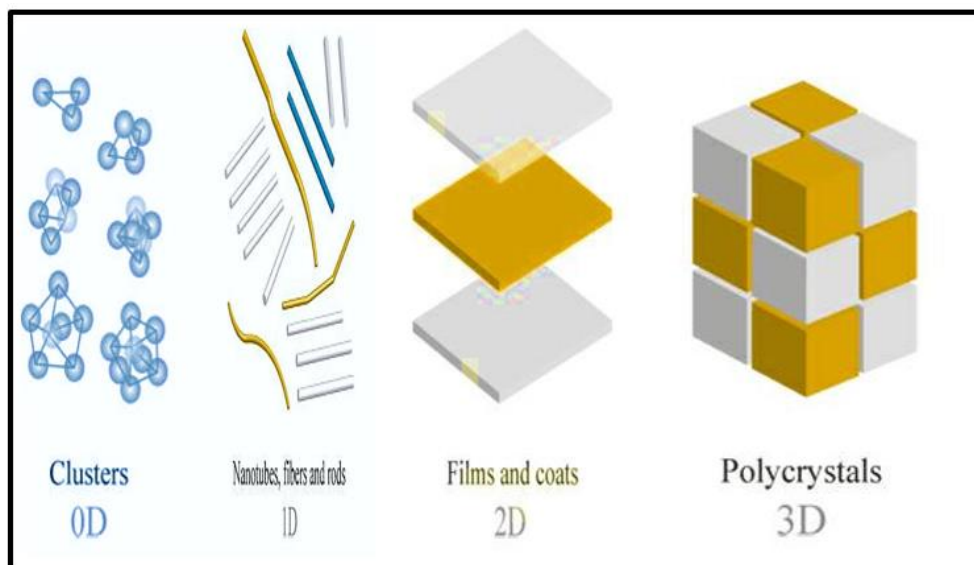 Clusters
0D
Nanotubes, fibers and rods
1D
Films and coats
2D
Polycrystals
3D